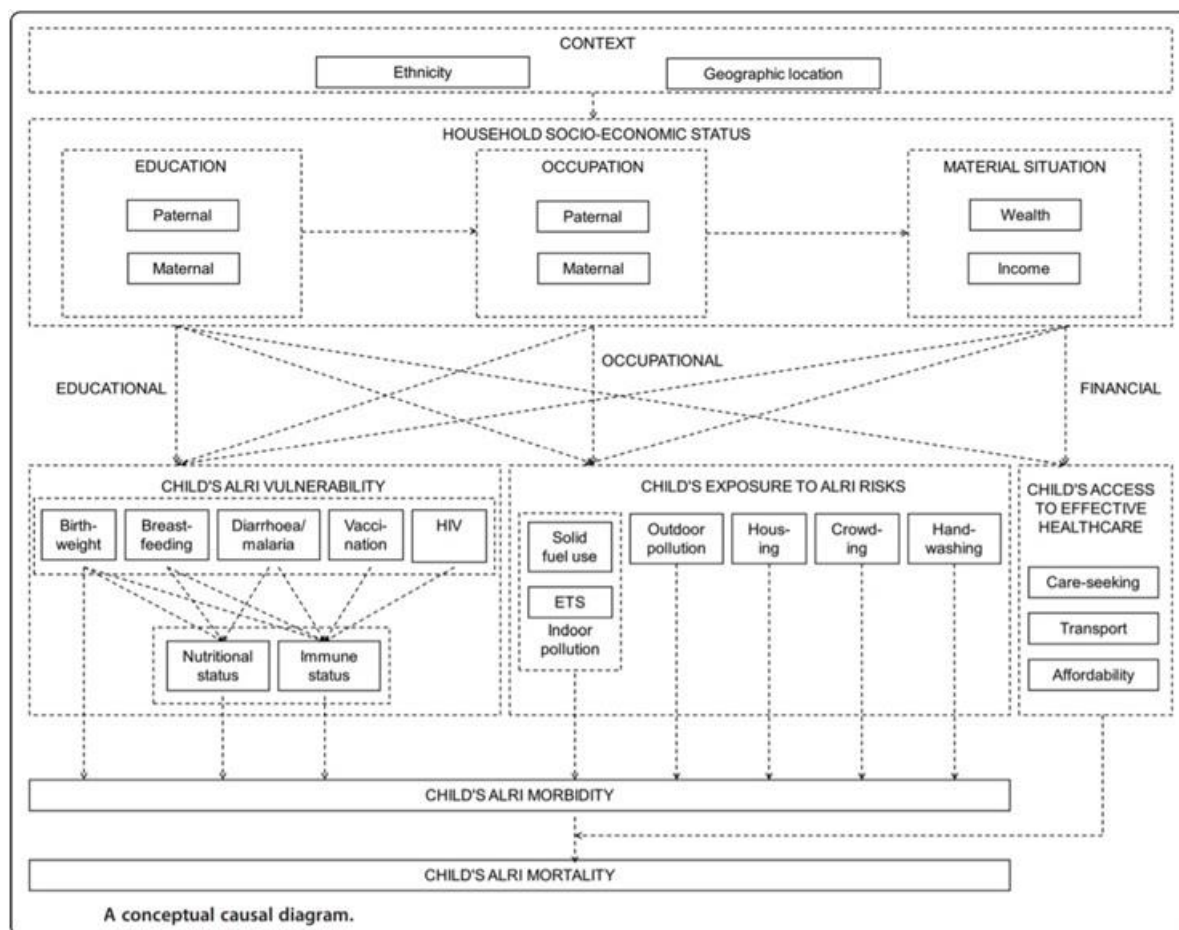 CONTEXT
Ethnicity
Geographic location
HOUSEHOLD SOCIO-ECONOMIC STATUS
EDUCATION
Paternal
Maternal
OCCUPATION
Paternal
Maternal
MATERIAL SITUATION
Wealth
Income
EDUCATIONAL
OCCUPATIONAL
FINANCIAL
CHILD'S ALRI VULNERABILITY
Birth-
weight
Breast-
feeding
Diarrhoea/
malaria
Vacci-
nation
HIV
Nutritional
status
Immune
status
CHILD'S EXPOSURE TO ALRI RISKS
Solid
fuel use
ETS
Indoor
pollution
Outdoor
pollution
Hous-
ing
Crowd-
ing
Hand-
washing
CHILD'S ACCESS
TO EFFECTIVE
HEALTHCARE
Care-seeking
Transport
Affordability
CHILD'S ALRI MORBIDITY
CHILD'S ALRI MORTALITY
A conceptual causal diagram.